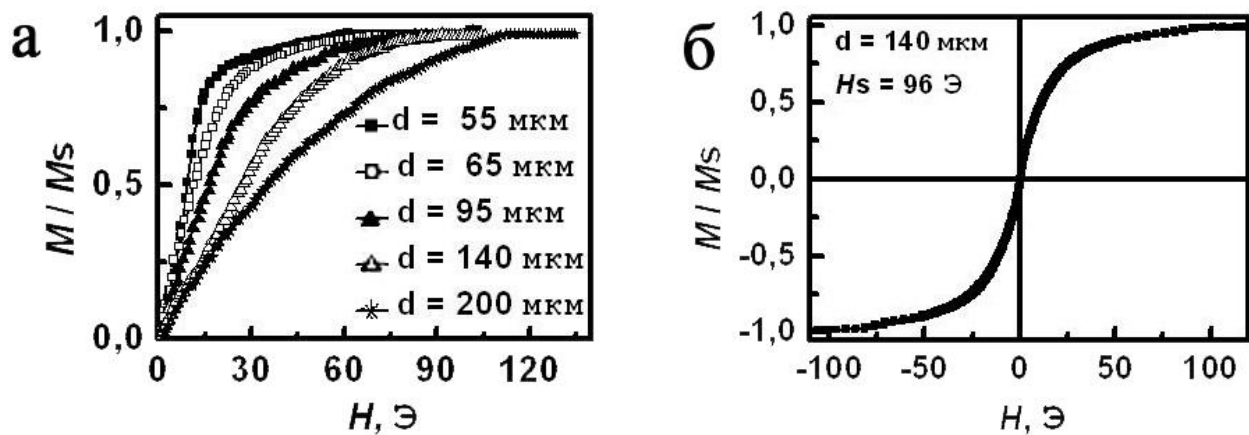 а
M / Ms
1,0
0,5
0,0
d = 55 мкм
d = 65 мкм
d = 95 мкм
d = 140 мкм
d = 200 мкм
0 30 60 90 120
H, Э
б
M / Ms
1,0
0,5
0,0
-0,5
-1,0
d = 140 мкм
Hs = 96 Э
-100 -50 0 50 100
H, Э